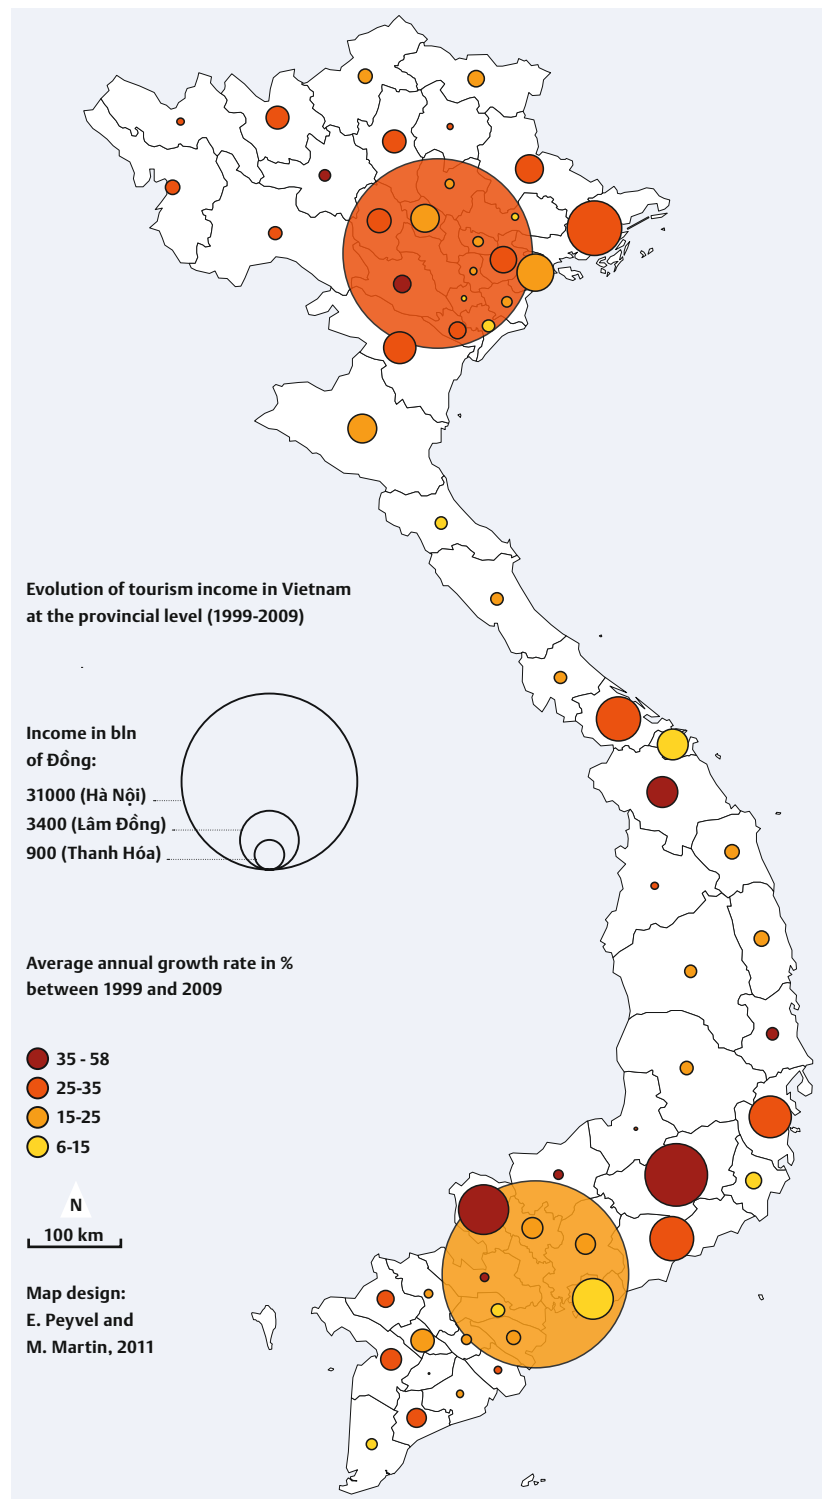 Evolution of tourism income in Vietnam
at the provincial level (1999-2009)
Income in bln
of Đồng:
31000 (Hà Nội)
3400 (Łâm Đồng)
900 (Thanh Hóa)
Average annual growth rate in %
between 1999 and 2009
35 - 58
25-35
15-25
6-15
N
100 km
Map design:
E. Peyvel and
M. Martin, 2011